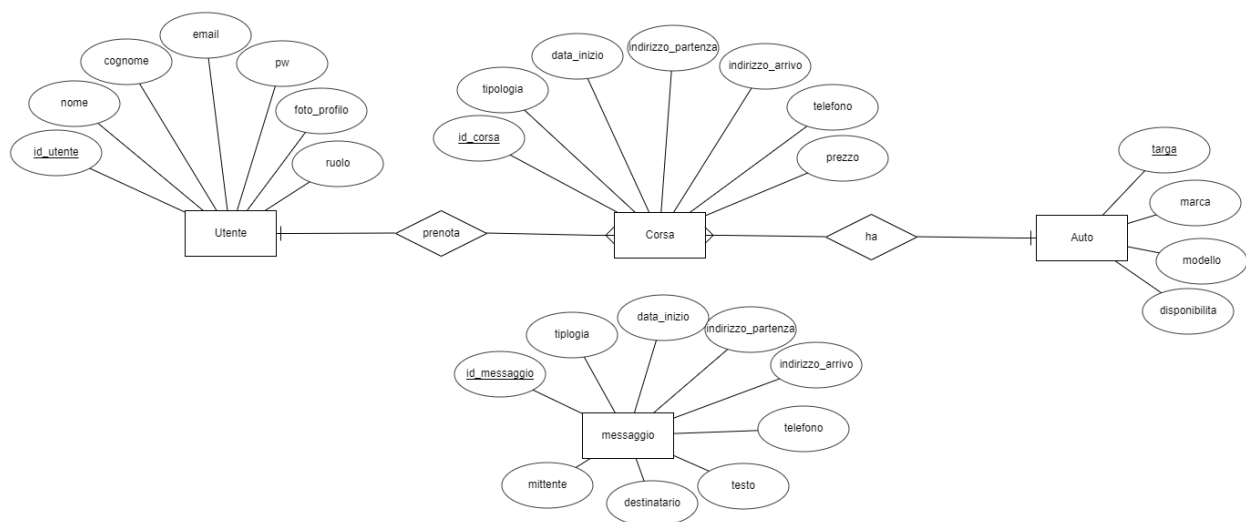 email
cognome
pw
nome
foto_profilo
id_utente
ruolo
Utente
prenota
data_inizio
indirizzo_partenza
indirizzo_arrivo
tipologia
telefono
id_corsa
prezzo
Corsa
ha
targa
marca
Auto
modello
disponibilita
data_inizio
indirizzo_partenza
tiplogia
indirizzo_arrivo
id_messaggio
telefono
messaggio
mittente
testo
destinatario